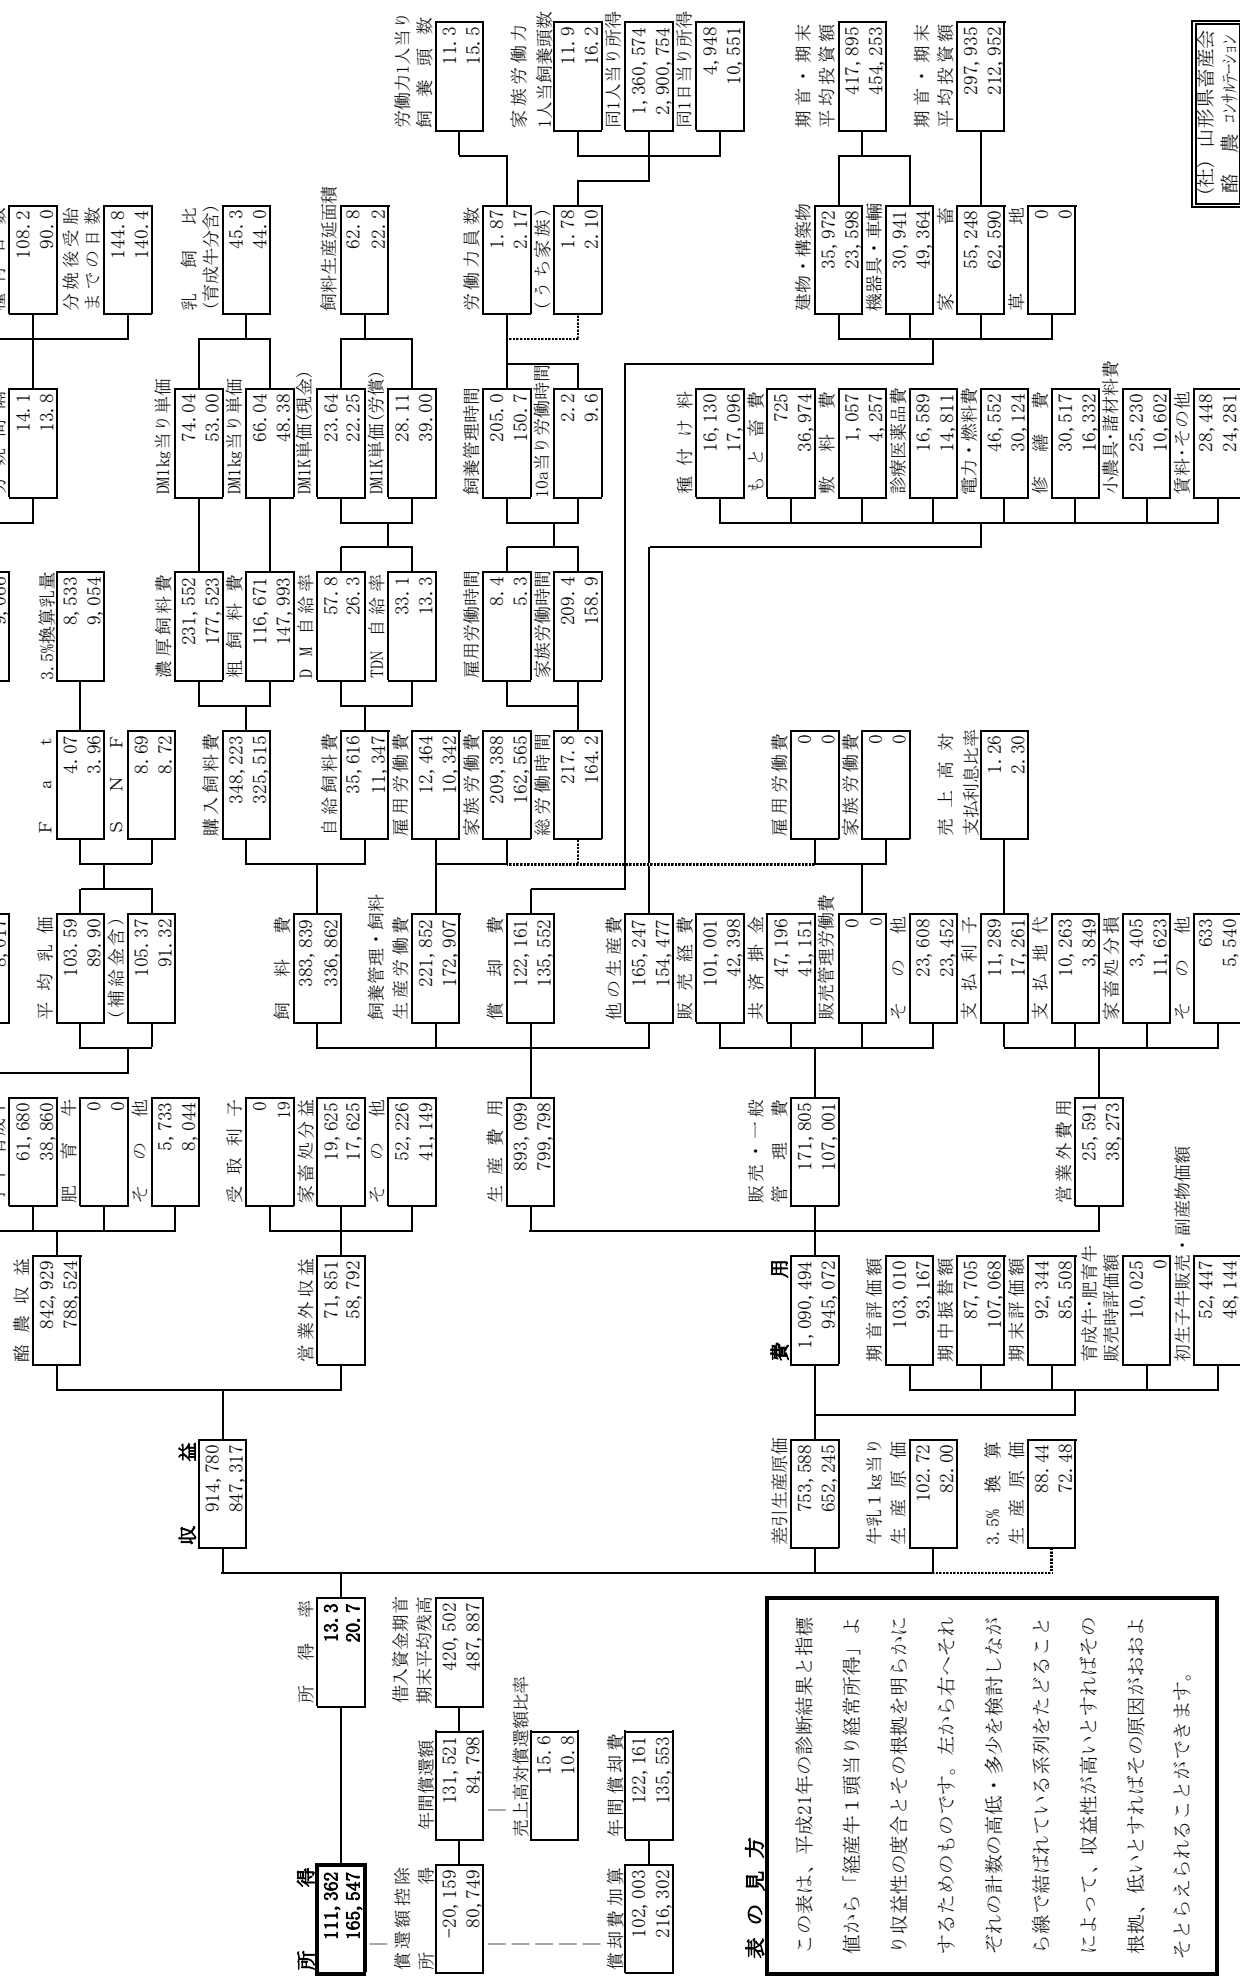 所　得
111,362
165,547
償還額控除
所　得
-20,159
80,749
償却費加算
102,003
216,302
年間償還額
131,521
84,798
売上高対償還額比率
15.6
10.8
年間償却費
122,161
135,553
所　得　率
13.3
20.7
借入資金期首
期末平均残高
420,502
487,887
表の見方
この表は、平成21年の診断結果と指標
値から「経産牛１頭当り経常所得」よ
り収益性の度合とその根拠を明らかに
するためのものです。左から右へそれ
ぞれの計数の高低・多少を検討しなが
ら線で結ばれている系列をたどること
によって、収益性が高いとすればその
根拠、低いとすればその原因がおおよ
そとらえられることができます。
収　益
914,780
847,317
差引生産原価
753,588
652,245
牛乳１kg当り
生産原価
102.72
82.00
3.5% 換算
生産原価
88.44
72.48
酪農収益
842,929
788,524
営業外収益
71,851
58,792
費　用
1,090,494
945,072
期首評価額
103,010
93,167
期中振替額
87,705
107,068
期末評価額
92,344
85,508
育成牛・肥育牛
販売時評価額
10,025
0
初生子牛販売・副産物価額
52,447
48,144
61,680
38,860
肥育牛
0
0
その他
5,733
8,044
受取利子
0
19
家畜処分益
19,625
17,625
その他
52,226
41,149
生産費用
893,099
799,798
販売・一般
管理費
171,805
107,001
営業外費用
25,591
38,273
平均乳価
103.59
89.90
(補給金含)
105.37
91.32
飼料費
383,839
336,862
飼養管理・飼料
生産労働費
221,852
172,907
償却費
122,161
135,552
他の生産費
165,247
154,477
販売経費
101,001
42,398
共済掛金
47,196
41,151
販売管理労働費
0
0
その他
23,608
23,452
支払利子
11,289
17,261
支払地代
10,263
3,849
家畜処分損
3,405
11,623
その他
633
5,540
Fat
4.07
3.96
SNF
8.69
8.72
購入飼料費
348,223
325,515
自給飼料費
35,616
11,347
雇用労働費
12,464
10,342
家族労働費
209,388
162,565
総労働時間
217.8
164.2
雇用労働費
0
0
家族労働費
0
0
売上高対
支払利息比率
1.26
2.30
3.5%換算乳量
8,533
9,054
濃厚飼料費
231,552
177,523
粗飼料費
116,671
147,993
ＤＭ自給率
57.8
26.3
TDN 自給率
33.1
13.3
雇用労働時間
8.4
5.3
家族労働時間
209.4
158.9
14.1
13.8
DM1kg当り単価
74.04
53.00
DM1kg当り単価
66.04
48.38
DM1K単価(現金)
23.64
22.25
DM1K単価(労償)
28.11
39.00
飼養管理時間
205.0
150.7
10a当り労働時間
2.2
9.6
種付け料
16,130
17,096
もと畜費
725
36,974
敷料費
1,057
4,257
診療医薬品費
16,589
14,811
電力・燃料費
46,552
30,124
修繕費
30,517
16,332
小農具・諸材料費
25,230
10,602
賃料・その他
28,448
24,281
108.2
90.0
分娩後受胎
までの日数
144.8
140.4
乳飼比
(育成牛分含)
45.3
44.0
飼料生産延面積
62.8
22.2
労働力員数
1.87
2.17
(うち家族)
1.78
2.10
建物・構築物
35,972
23,598
機器具・車輛
30,941
49,364
家畜
55,248
62,590
草地
0
0
労働力1人当り
飼養頭数
11.3
15.5
家族労働力
1人当飼養頭数
11.9
16.2
同1人当り所得
1,360,574
2,900,754
同1日当り所得
4,948
10,551
期首・期末
平均投資額
417,895
454,253
期首・期末
平均投資額
297,935
212,952
(社) 山形県畜産会
酪農 ｺﾝｻﾙﾃｰｼｮﾝ